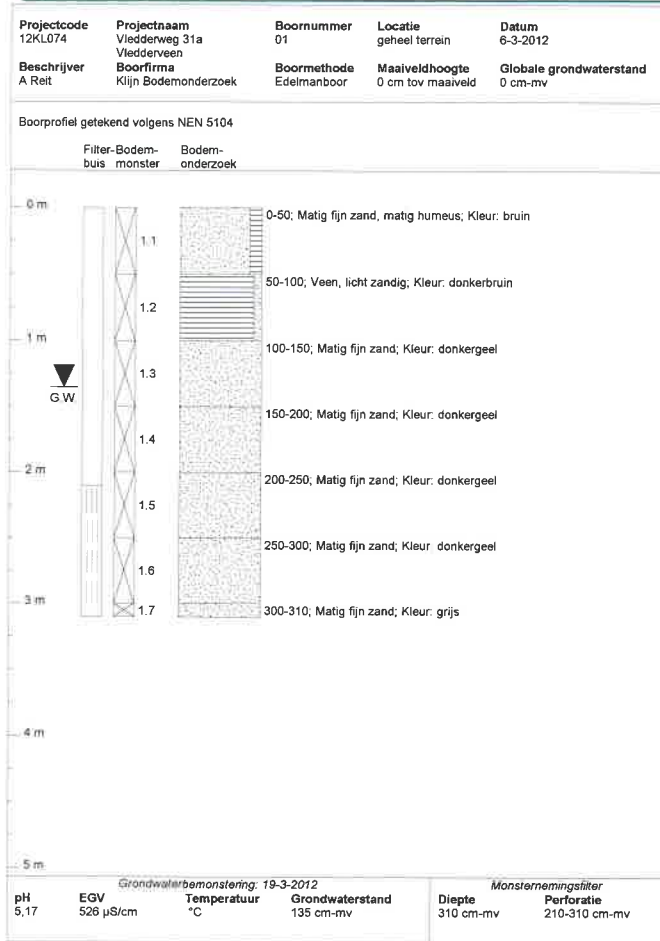 Projectcode Projectnaam Boornummer Locatie Datum
12KL074 Vledderweg 31a 01 geheel terrein 6-3-2012
Vledderveen
Beschrijver Boorfirma Boormethode Maaiveldhoogte Globale grondwaterstand
A Reit Klijn Bodemonderzoek Edelmanboor 0 cm tov maaiveld 0 cm-mv
Boorprofiel getekend volgens NEN 5104
Filter- Bodem- Bodem-
buis monster onderzoek
0 m
0-50; Matig fijn zand, matig humeus; Kleur: bruin
1.1
50-100; Veen, licht zandig; Kleur: donkerbruin
1.2
1 m
100-150; Matig fijn zand; Kleur: donkergeel
1.3
G.W.
150-200; Matig fijn zand; Kleur: donkergeel
1.4
2 m
200-250; Matig fijn zand; Kleur: donkergeel
1.5
250-300; Matig fijn zand; Kleur donkergeel
1.6
3 m
1.7
300-310; Matig fijn zand; Kleur: grijs
4 m
5 m
Grondwaterbemonstering: 19-3-2012 Monsternemingsfilter
pH EGV Temperatuur Grondwaterstand Diepte Perforatie
5,17 526 µS/cm °C 135 cm-mv 310 cm-mv 210-310 cm-mv